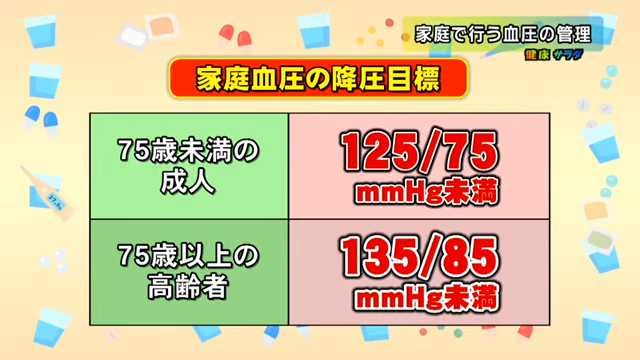 家庭で行う血圧の管理
健康サラダ
家庭血圧の降圧目標
75歳未満の
成人
125/75
mmHg未満
75歳以上の
高齢者
135/85
mmHg未満